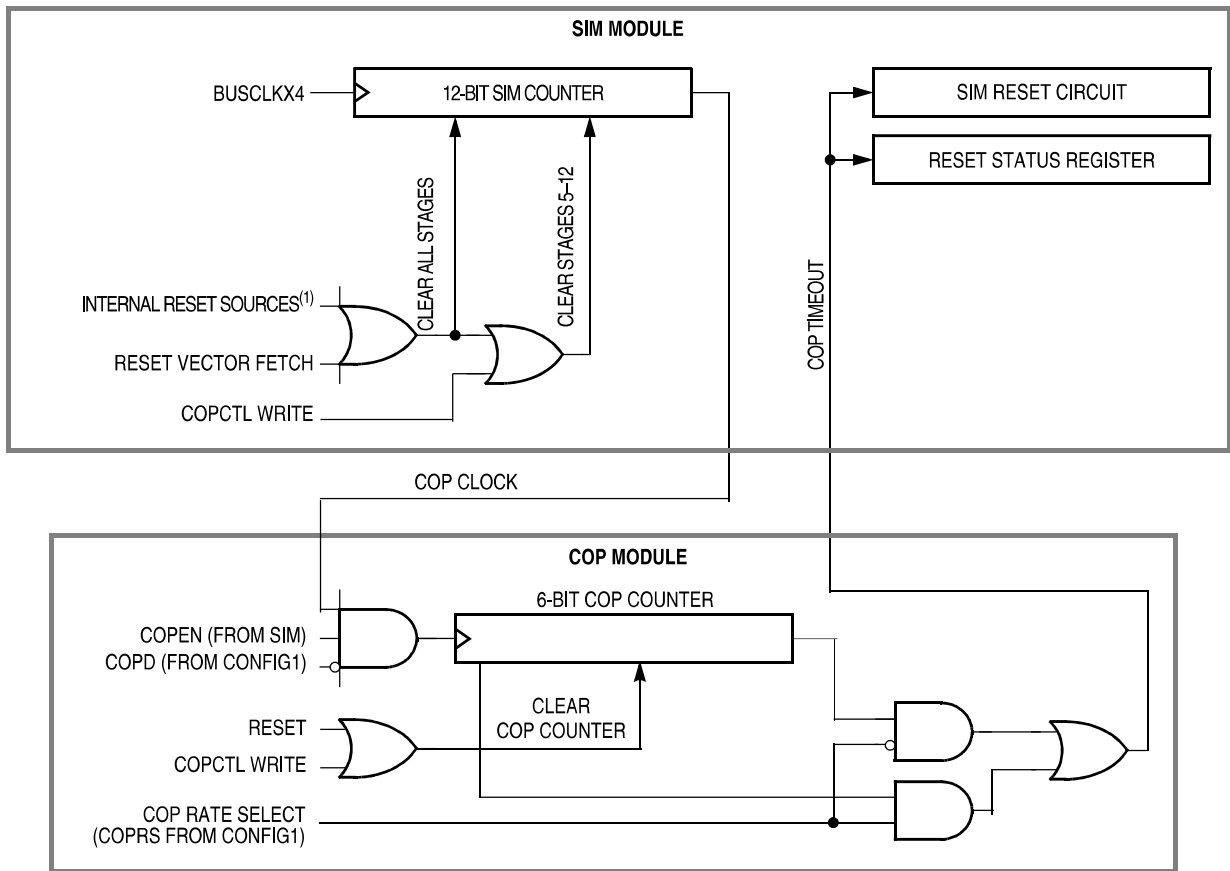 SIM MODULE
BUSCLKX4
12-BIT SIM COUNTER
SIM RESET CIRCUIT
RESET STATUS REGISTER
CLEAR ALL STAGES
CLEAR STAGES 5–12
COP TIMEOUT
INTERNAL RESET SOURCES(1)
RESET VECTOR FETCH
COPCTL WRITE
COP CLOCK
COP MODULE
6-BIT COP COUNTER
COPEN (FROM SIM)
COPD (FROM CONFIG1)
CLEAR
COP COUNTER
RESET
COPCTL WRITE
COP RATE SELECT
(COPRS FROM CONFIG1)